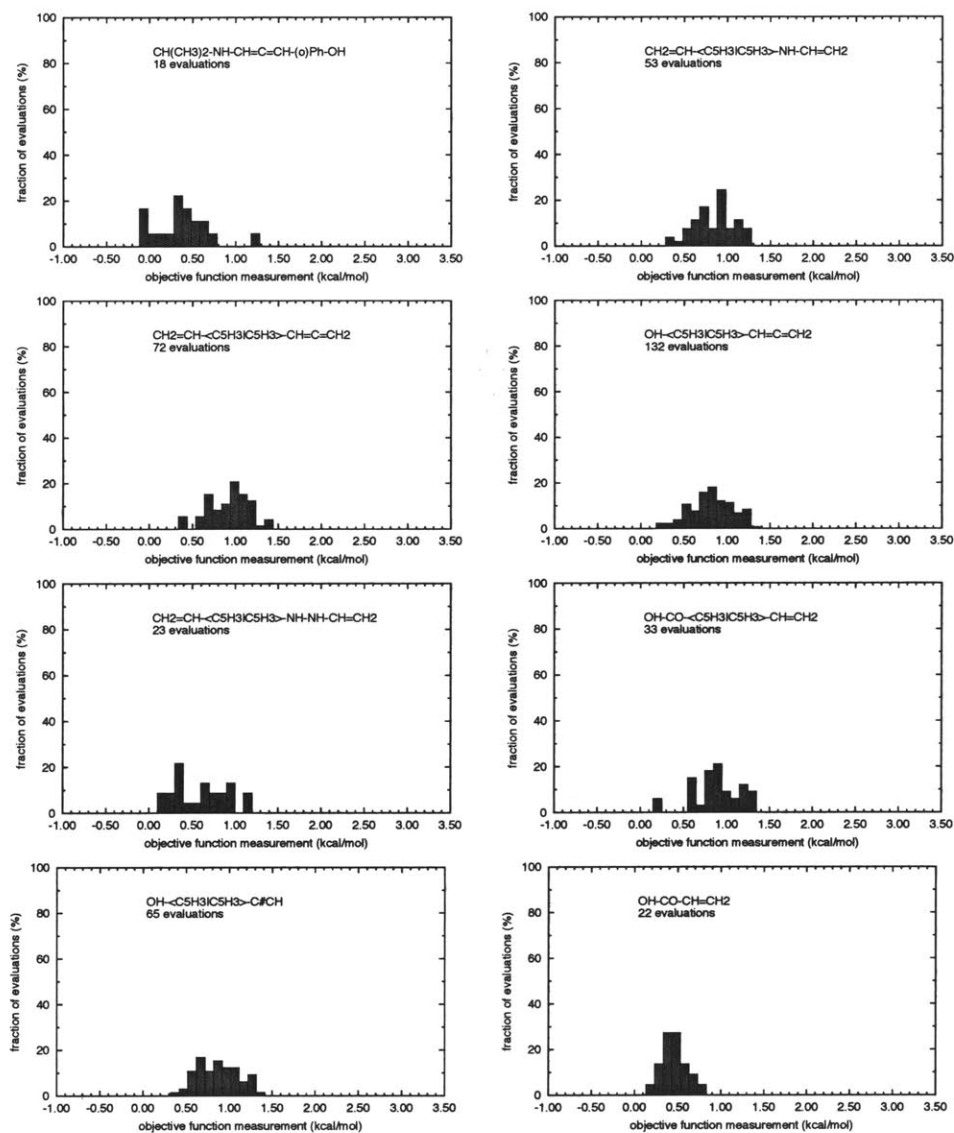 100
80
60
40
20
0
fraction of evaluations (%)
CH(CH3)2-NH-CH=C=CH-(o)Ph-OH
18 evaluations
-1.00 -0.50 0.00 0.50 1.00 1.50 2.00 2.50 3.00 3.50
objective function measurement (kcal/mol)
100
80
60
40
20
0
fraction of evaluations (%)
CH2=CH-<C5H3IC5H3>-NH-CH=CH2
53 evaluations
-1.00 -0.50 0.00 0.50 1.00 1.50 2.00 2.50 3.00 3.50
objective function measurement (kcal/mol)
100
80
60
40
20
0
fraction of evaluations (%)
CH2=CH-<C5H3IC5H3>-CH=C=CH2
72 evaluations
-1.00 -0.50 0.00 0.50 1.00 1.50 2.00 2.50 3.00 3.50
objective function measurement (kcal/mol)
100
80
60
40
20
0
fraction of evaluations (%)
OH-<C5H3IC5H3>-CH=C=CH2
132 evaluations
-1.00 -0.50 0.00 0.50 1.00 1.50 2.00 2.50 3.00 3.50
objective function measurement (kcal/mol)
100
80
60
40
20
0
fraction of evaluations (%)
CH2=CH-<C5H3IC5H3>-NH-NH-CH=CH2
23 evaluations
-1.00 -0.50 0.00 0.50 1.00 1.50 2.00 2.50 3.00 3.50
objective function measurement (kcal/mol)
100
80
60
40
20
0
fraction of evaluations (%)
OH-CO-<C5H3IC5H3>-CH=CH2
33 evaluations
-1.00 -0.50 0.00 0.50 1.00 1.50 2.00 2.50 3.00 3.50
objective function measurement (kcal/mol)
100
80
60
40
20
0
fraction of evaluations (%)
OH-<C5H3IC5H3>-C#CH
65 evaluations
-1.00 -0.50 0.00 0.50 1.00 1.50 2.00 2.50 3.00 3.50
objective function measurement (kcal/mol)
100
80
60
40
20
0
fraction of evaluations (%)
OH-CO-CH=CH2
22 evaluations
-1.00 -0.50 0.00 0.50 1.00 1.50 2.00 2.50 3.00 3.50
objective function measurement (kcal/mol)